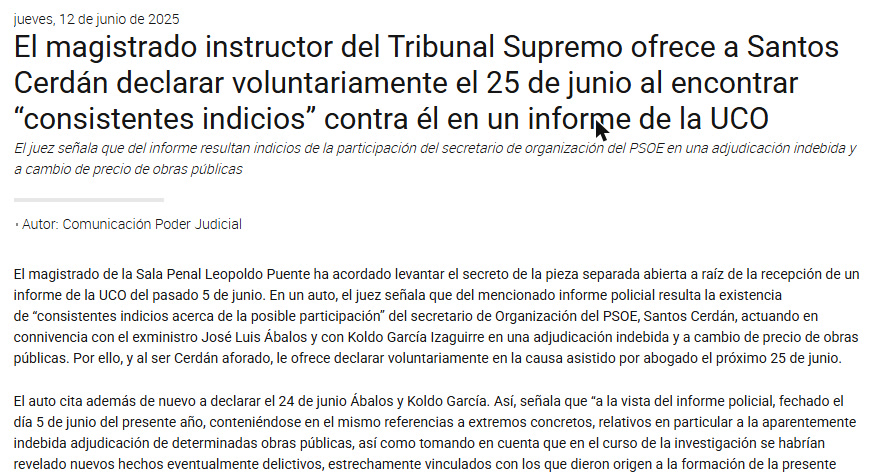 jueves, 12 de junio de 2025
El magistrado instructor del Tribunal Supremo ofrece a Santos
Cerdán declarar voluntariamente el 25 de junio al encontrar
“consistentes indicios” contra él en un informe de la UCO
El juez señala que del informe resultan indicios de la participación del secretario de organización del PSOE en una adjudicación indebida y
a cambio de precio de obras públicas
Autor: Comunicación Poder Judicial
El magistrado de la Sala Penal Leopoldo Puente ha acordado levantar el secreto de la pieza separada abierta a raíz de la recepción de un
informe de la UCO del pasado 5 de junio. En un auto, el juez señala que del mencionado informe policial resulta la existencia
de “consistentes indicios acerca de la posible participación” del secretario de Organización del PSOE, Santos Cerdán, actuando en
connivencia con el exministro José Luis Ábalos y con Koldo García Izaguirre en una adjudicación indebida y a cambio de precio de obras
públicas. Por ello, y al ser Cerdán aforado, le ofrece declarar voluntariamente en la causa asistido por abogado el próximo 25 de junio.
El auto cita además de nuevo a declarar el 24 de junio Ábalos y Koldo García. Así, señala que “a la vista del informe policial, fechado el
día 5 de junio del presente año, conteniéndose en el mismo referencias a extremos concretos, relativos en particular a la aparentemente
indebida adjudicación de determinadas obras públicas, así como tomando en cuenta que en el curso de la investigación se habrían
revelado nuevos hechos eventualmente delictivos, estrechamente vinculados con los que dieron origen a la formación de la presente